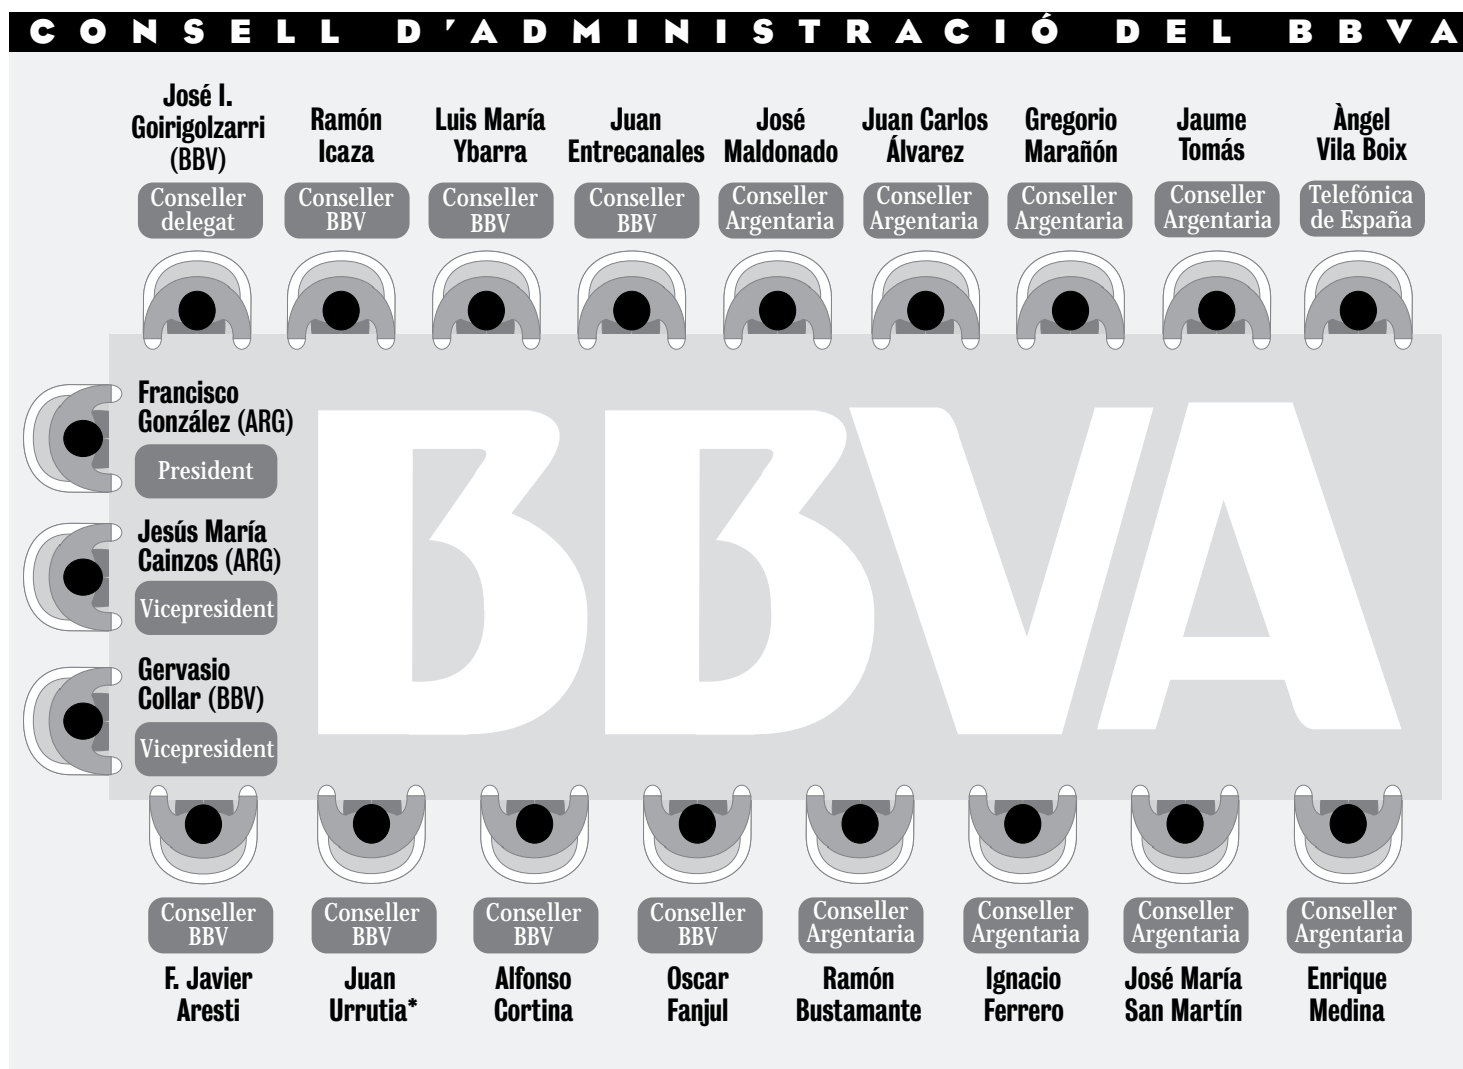 CONSELL D'ADMINISTRACIÓ DEL BBVA
José I.
Goirigolzarri
(BBV)
Conseller
delegat
Ramón
Icaza
Conseller
BBV
Luis María
Ybarra
Conseller
BBV
Juan
Entrecanales
Conseller
BBV
José
Maldonado
Conseller
Argentaria
Juan Carlos
Álvarez
Conseller
Argentaria
Gregorio
Marañón
Conseller
Argentaria
Jaume
Tomás
Conseller
Argentaria
Àngel
Vila Boix
Telefónica
de España
Francisco
González (ARG)
President
Jesús María
Cainzos (ARG)
Vicepresident
Gervasio
Collar (BBV)
Vicepresident
BBVA
Conseller
BBV
F. Javier
Aresti
Conseller
BBV
Juan
Urrutia*
Conseller
BBV
Alfonso
Cortina
Conseller
BBV
Oscar
Fanjul
Conseller
Argentaria
Ramón
Bustamante
Conseller
Argentaria
Ignacio
Ferrero
Conseller
Argentaria
José María
San Martín
Conseller
Argentaria
Enrique
Medina